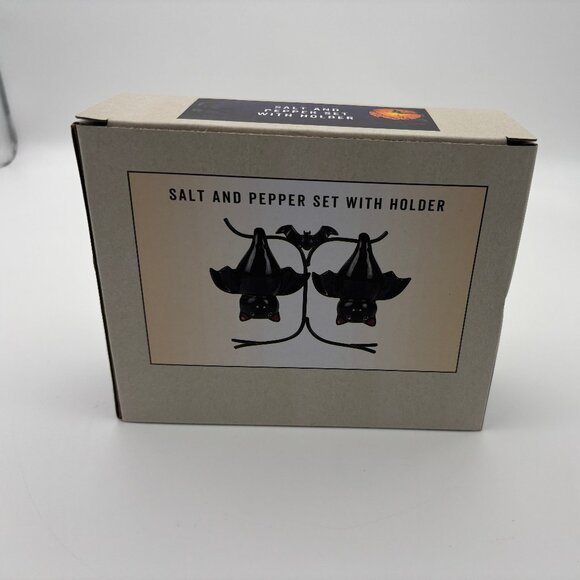 SALT AND
PEPPER SET
WITH HOLDER
SALT AND PEPPER SET WITH HOLDER